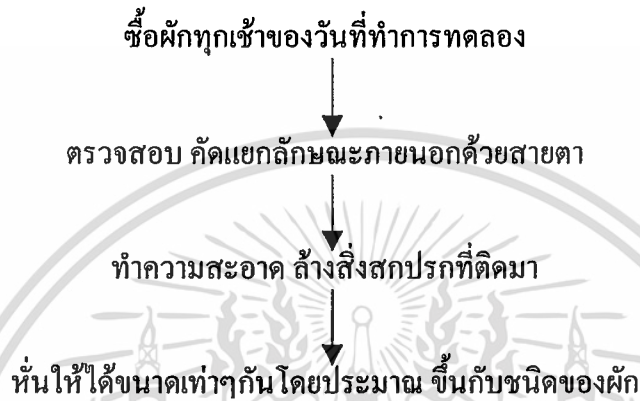 ซื้อผักทุกเช้าของวันที่ทำการทดลอง
ตรวจสอบ คัดแยกลักษณะภายนอกด้วยสายตา
ทำความสะอาด ล้างสิ่งสกปรกที่ติดมา
หั่นให้ได้ขนาดเท่าๆกันโดยประมาณ ขึ้นกับชนิดของผัก